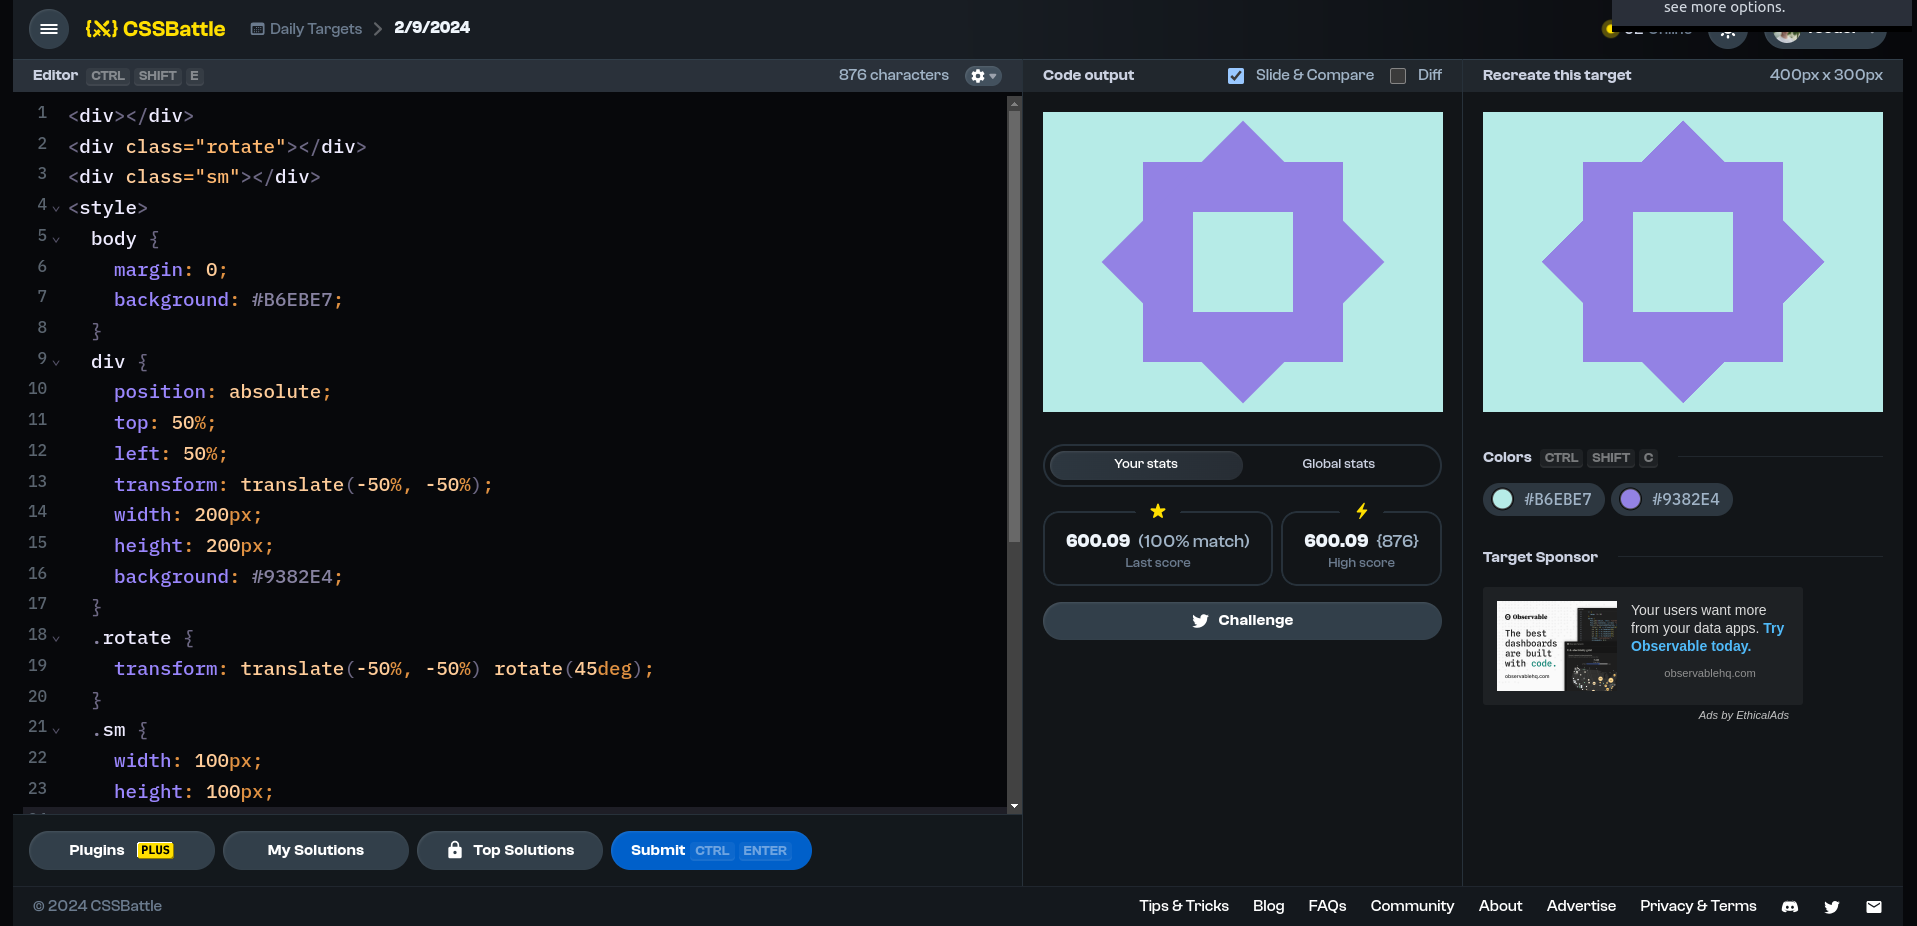 see more options.
{X} CSSBattle
Daily Targets > 2/9/2024
Editor CTRL SHIFT E
876 characters
Code output
Slide & Compare
Diff
Recreate this target
400px x 300px
1 <div></div>
2 <div class="rotate"></div>
3 <div class="sm"></div>
4 <style>
5 body {
6 margin: 0;
7 background: #B6EBE7;
8 }
9 div {
10 position: absolute;
11 top: 50%;
12 left: 50%;
13 transform: translate(-50%, -50%);
14 width: 200px;
15 height: 200px;
16 background: #9382E4;
17 }
18 .rotate {
19 transform: translate(-50%, -50%) rotate(45deg);
20 }
21 .sm {
22 width: 100px;
23 height: 100px;
Your stats
Global stats
600.09 (100% match)
Last score
600.09 {876}
High score
Challenge
Colors CTRL SHIFT C
#B6EBE7
#9382E4
Target Sponsor
Observable
The best
dashboards
are built
with code.
observablehq.com
Your users want more
from your data apps. Try
Observable today.
observablehq.com
Ads by EthicalAds
Plugins PLUS
My Solutions
Top Solutions
Submit CTRL ENTER
© 2024 CSSBattle
Tips & Tricks
Blog
FAQs
Community
About
Advertise
Privacy & Terms